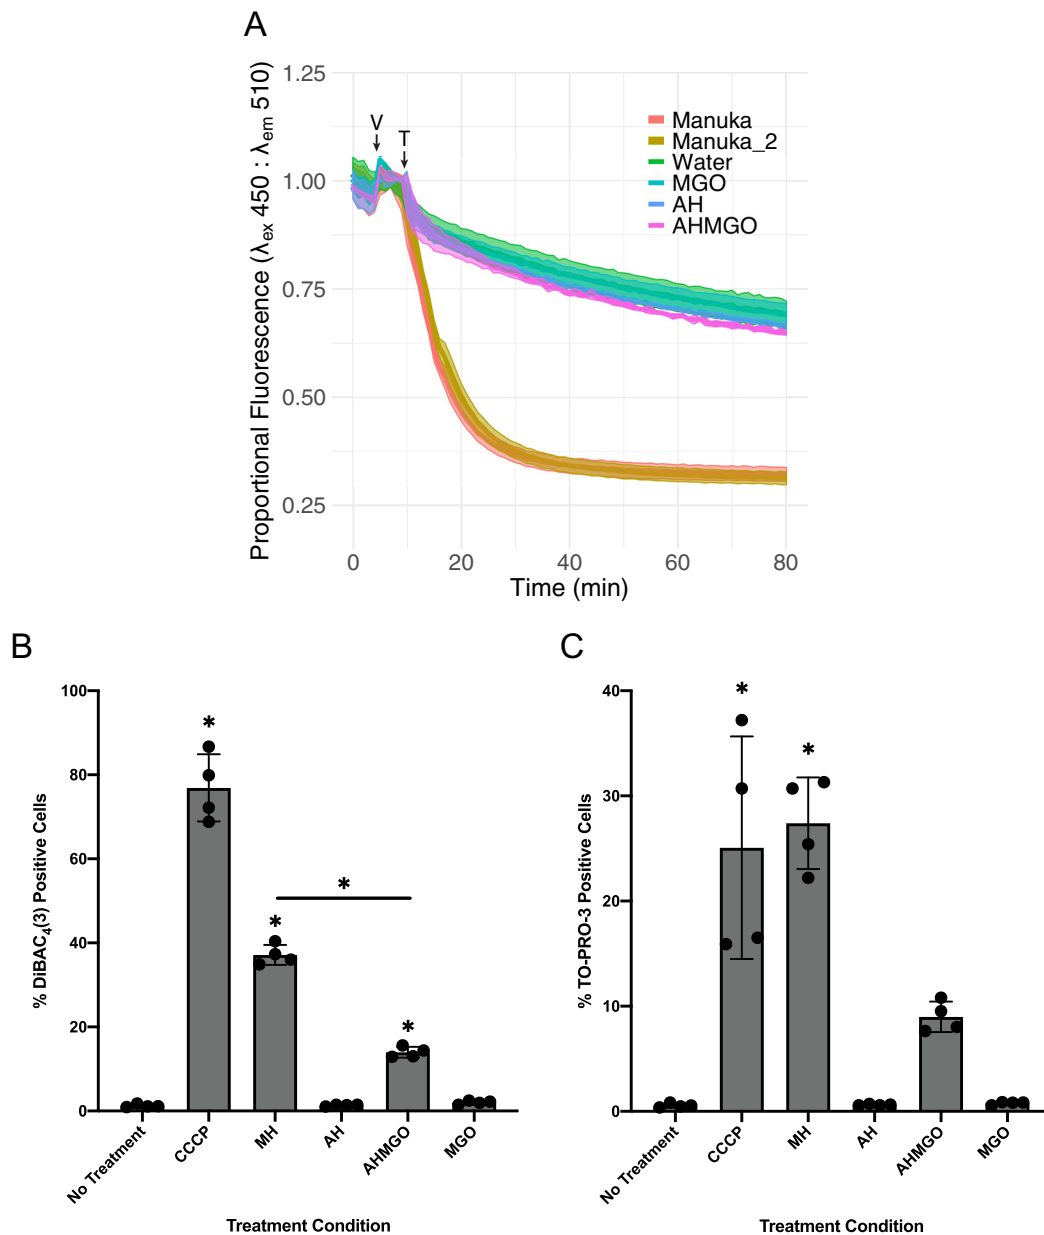 A
Proportional Fluorescence (λex 450 : λem 510)
1.25
1.00
0.75
0.50
0.25
V
T
Manuka
Manuka_2
Water
MGO
AH
AHMGO
0
20
40
60
80
Time (min)
B
% DiBAC4(3) Positive Cells
100
80
60
40
20
0
*
*
*
*
No Treatment
CCCP
MH
AH
AHMGO
MGO
Treatment Condition
C
% TO-PRO-3 Positive Cells
40
30
20
10
0
*
*
No Treatment
CCCP
MH
AH
AHMGO
MGO
Treatment Condition